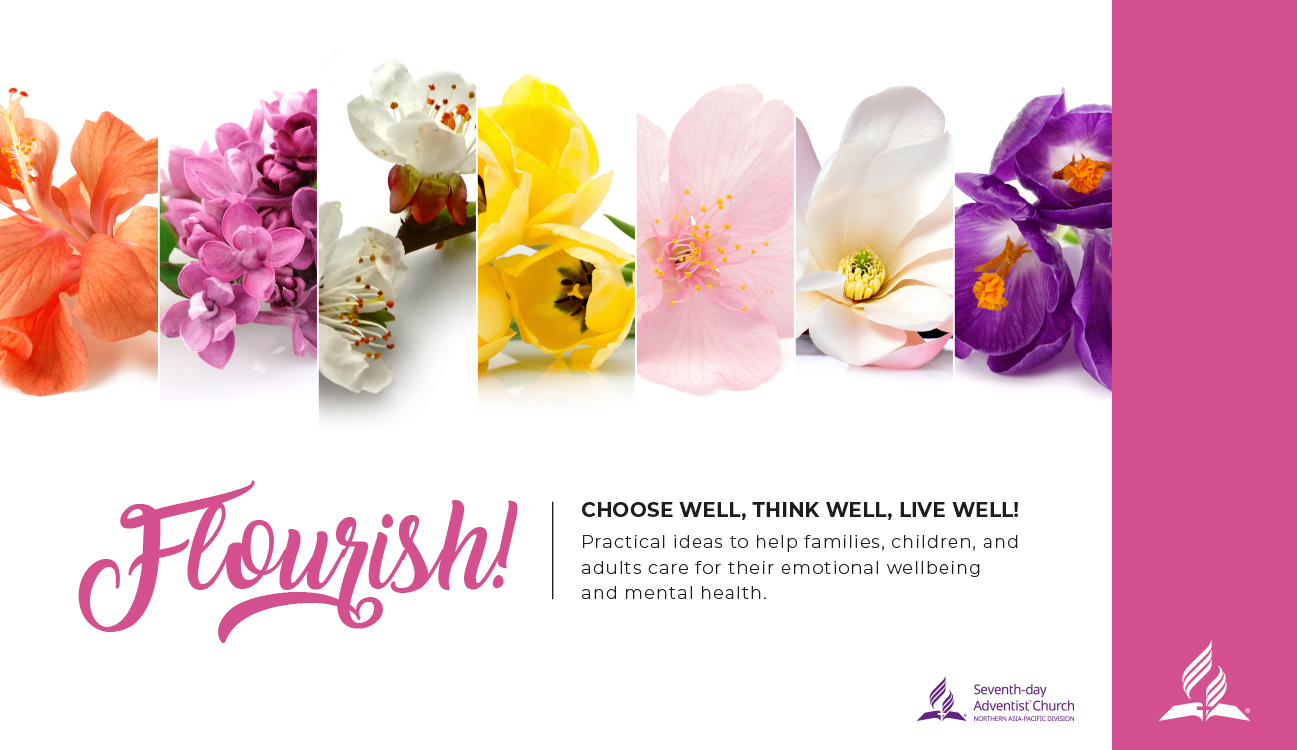 Flourish!
CHOOSE WELL, THINK WELL, LIVE WELL!
Practical ideas to help families, children, and
adults care for their emotional wellbeing
and mental health.
Seventh-day
Adventist® Church
NORTHERN ASIA-PACIFIC DIVISION
®
®